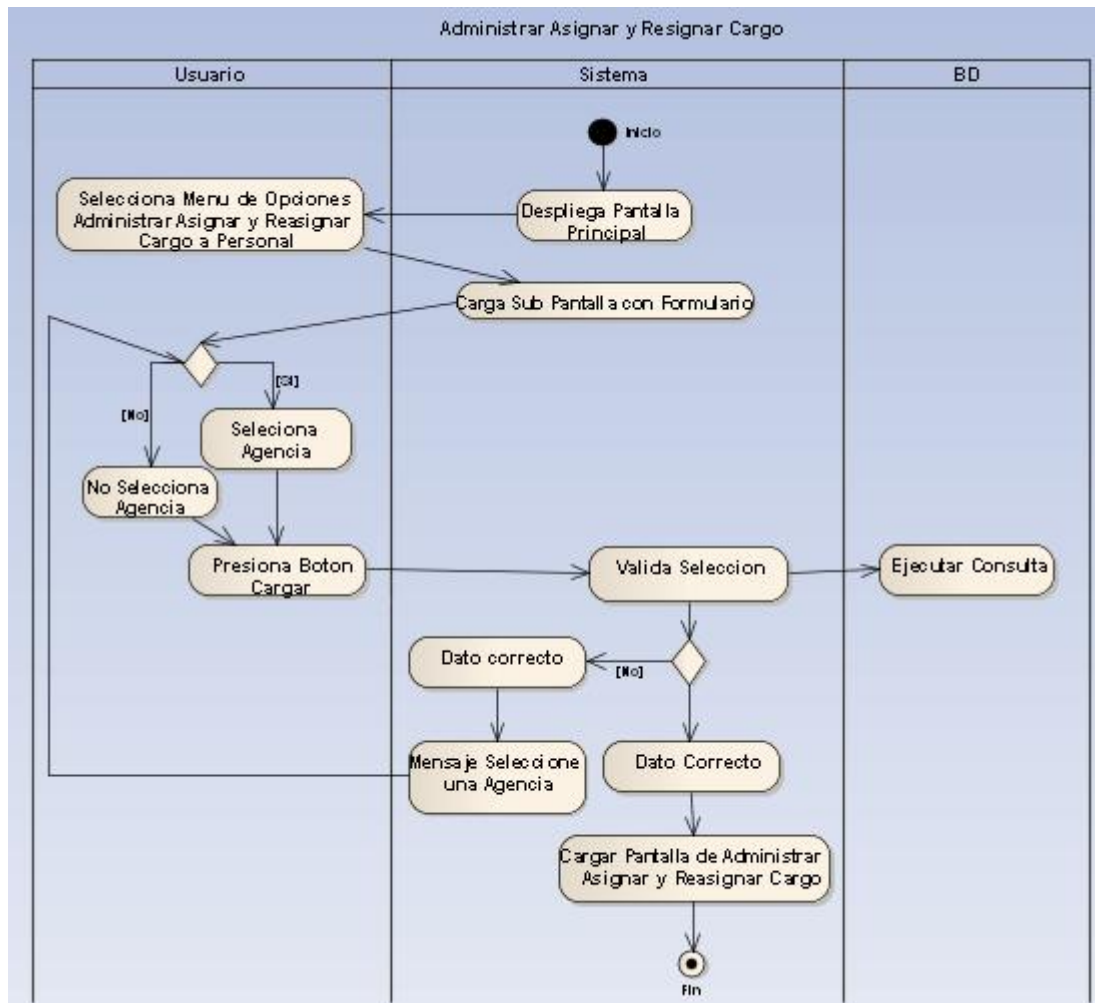 Administrar Asignar y Resignar Cargo
Usuario
Sistema
BD
Inicio
Selecciona Menu de Opciones
Administrar Asignar y Reasignar
Cargo a Personal
Despliega Pantalla
Principal
Carga Sub Pantalla con Formulario
[Si]
[No]
Seleciona
Agencia
No Selecciona
Agencia
Presiona Boton
Cargar
Valida Seleccion
Ejecutar Consulta
Dato correcto
[No]
Mensaje Seleccione
una Agencia
Dato Correcto
Cargar Pantalla de Administrar
Asignar y Reasignar Cargo
Fin